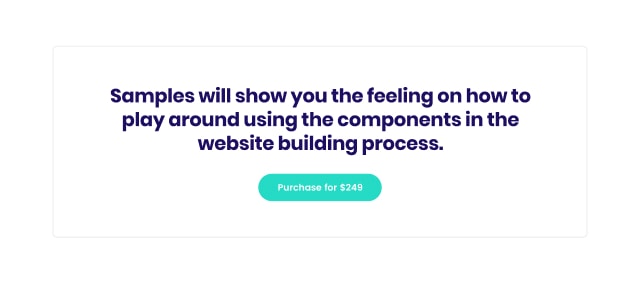 Samples will show you the feeling on how to
play around using the components in the
website building process.
Purchase for $249